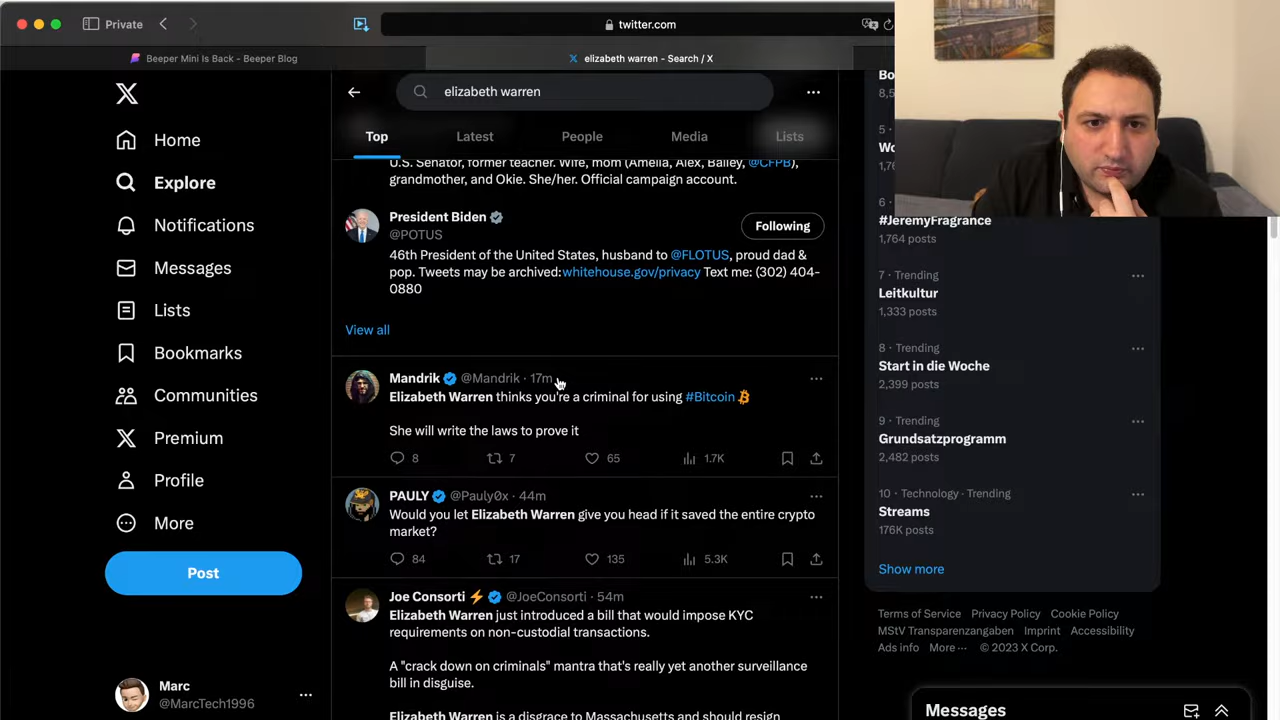 Private
twitter.com
Beeper Mini Is Back - Beeper Blog
elizabeth warren - Search / X
Home
Explore
Notifications
Messages
Lists
Bookmarks
Communities
Premium
Profile
More
Post
Marc
@MarcTech1996
elizabeth warren
Top
Latest
People
Media
Lists
U.S. Senator, former teacher. Wife, mom (Amelia, Alex, Bailey, @CFPB),
grandmother, and Okie. She/her. Official campaign account.
President Biden
@POTUS
Following
46th President of the United States, husband to @FLOTUS, proud dad &
pop. Tweets may be archived:whitehouse.gov/privacy Text me: (302) 404-
0880
View all
Mandrik @Mandrik · 17m
Elizabeth Warren thinks you're a criminal for using #Bitcoin
She will write the laws to prove it
8 7 65 1.7K
PAULY @Pauly0x · 44m
Would you let Elizabeth Warren give you head if it saved the entire crypto
market?
84 17 135 5.3K
Joe Consorti @JoeConsorti · 54m
Elizabeth Warren just introduced a bill that would impose KYC
requirements on non-custodial transactions.
A "crack down on criminals" mantra that's really yet another surveillance
bill in disguise.
Elizabeth Warren is a disgrace to Massachusetts and should resign
5
6
#JeremyFragrance
1,764 posts
7 · Trending
Leitkultur
1,333 posts
8 · Trending
Start in die Woche
2,399 posts
9 · Trending
Grundsatzprogramm
2,482 posts
10 · Technology · Trending
Streams
176K posts
Show more
Terms of Service Privacy Policy Cookie Policy
MStV Transparenzangaben Imprint Accessibility
Ads info More ··· © 2023 X Corp.
Messages